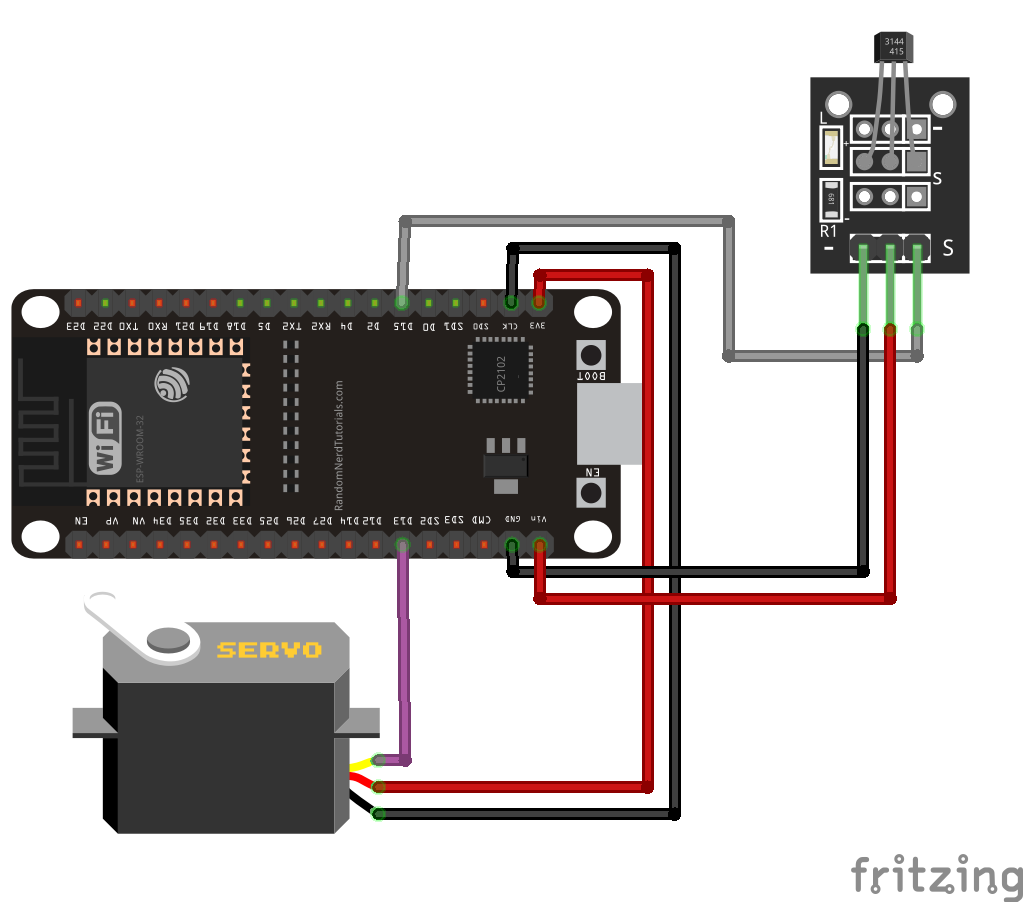 3144
415
L
-
+
S
189
-
R1
-
S
D23 D22 TX0 RX0 D21 D19 D18 D5 TX2 RX2 D4 D2 D15 D0 SD1 SD0 CLK 3V3
BOOT
CP2102
WiFi
ESP-WROOM-32
RandomNerdTutorials.com
EN
EN VP VN D34 D35 D32 D33 D25 D26 D27 D14 D12 D13 SD2 SD3 CMD GND Vin
SERVO
fritzing